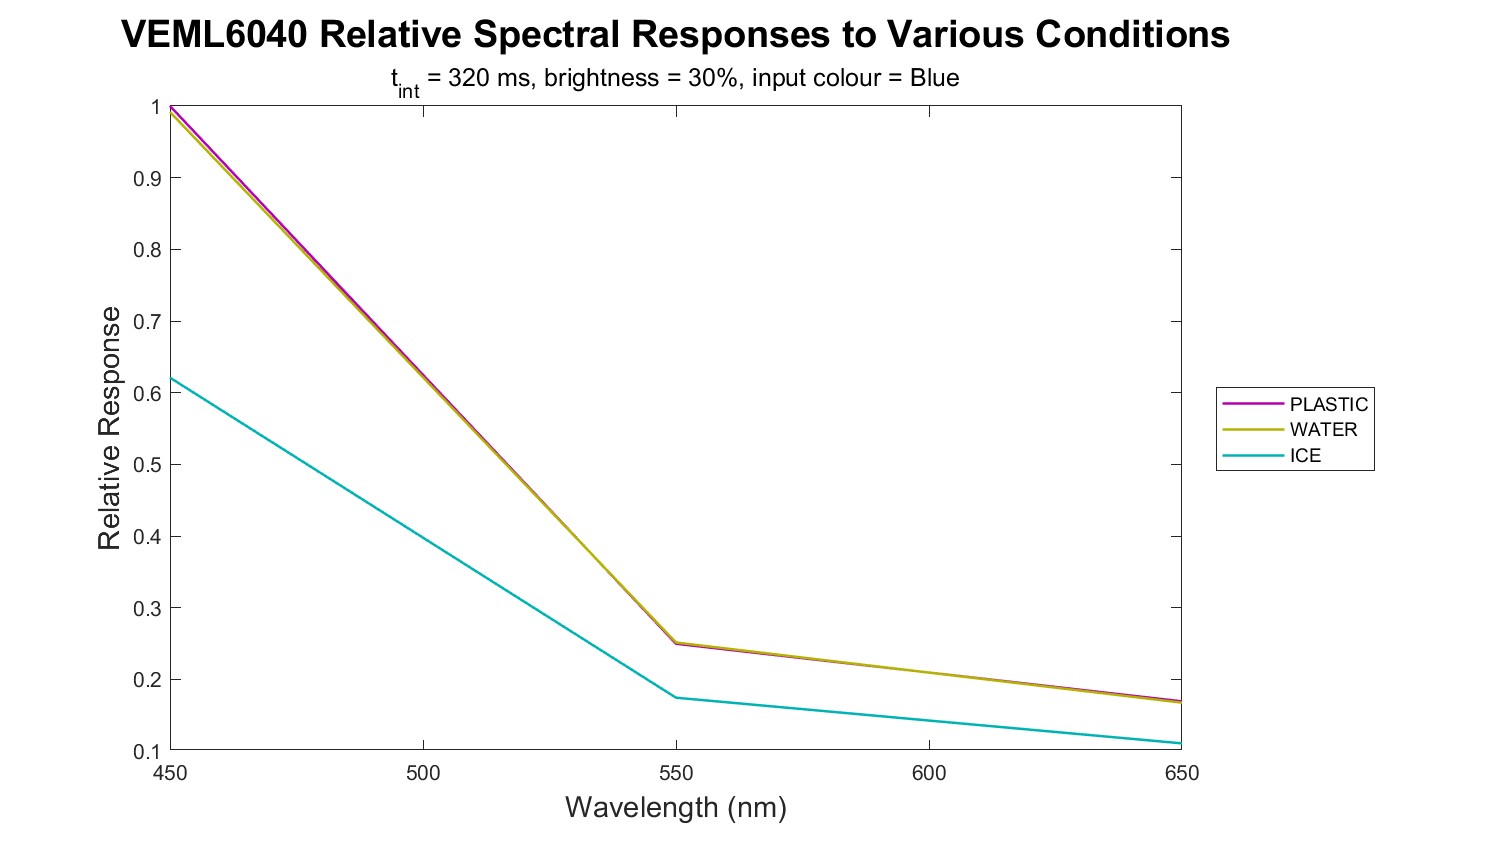 VEML6040 Relative Spectral Responses to Various Conditions
tint = 320 ms, brightness = 30%, input colour = Blue
1
0.9
0.8
0.7
0.6
0.5
0.4
0.3
0.2
0.1
Relative Response
450
500
550
600
650
Wavelength (nm)
PLASTIC
WATER
ICE